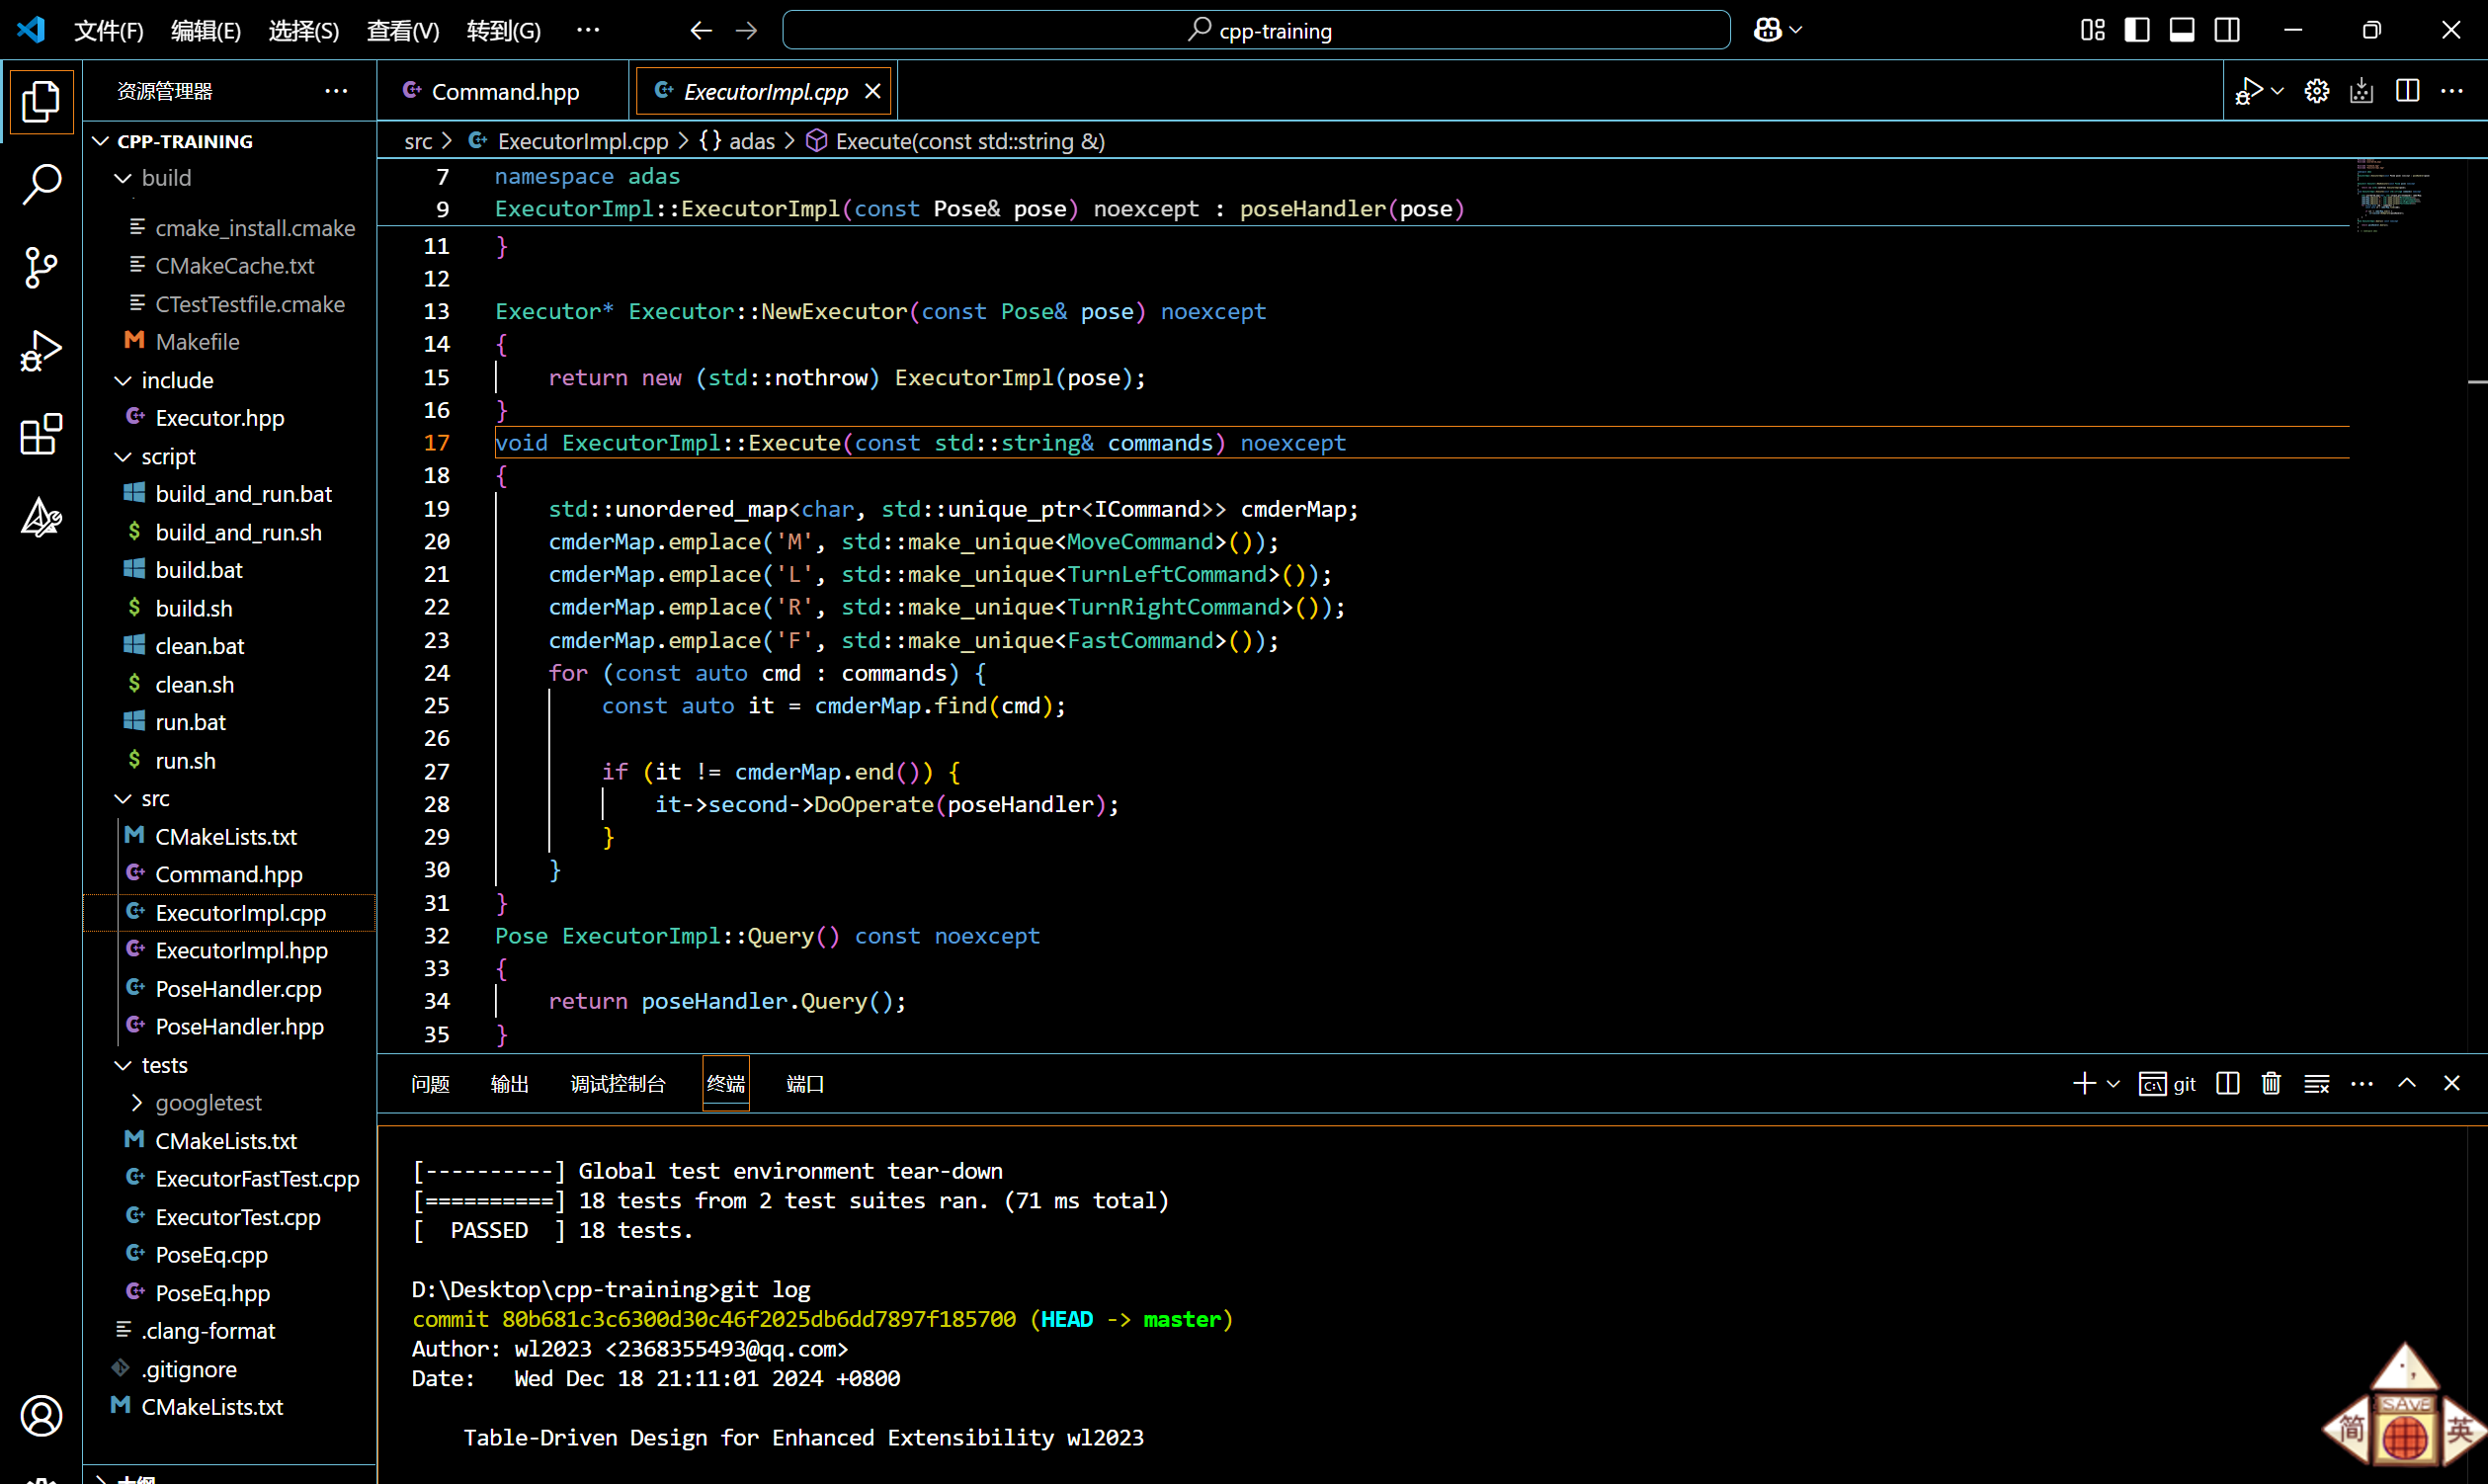 文件(F) 编辑(E) 选择(S) 查看(V) 转到(G) ··· cpp-training
资源管理器 ···
CPP-TRAINING
build
cmake_install.cmake
CMakeCache.txt
CTestTestfile.cmake
Makefile
include
Executor.hpp
script
build_and_run.bat
build_and_run.sh
build.bat
build.sh
clean.bat
clean.sh
run.bat
run.sh
src
CMakeLists.txt
Command.hpp
ExecutorImpl.cpp
ExecutorImpl.hpp
PoseHandler.cpp
PoseHandler.hpp
tests
googletest
CMakeLists.txt
ExecutorFastTest.cpp
ExecutorTest.cpp
PoseEq.cpp
PoseEq.hpp
.clang-format
.gitignore
CMakeLists.txt
大纲
Command.hpp ExecutorImpl.cpp
src > ExecutorImpl.cpp > {} adas > Execute(const std::string &)
7 namespace adas
9 ExecutorImpl::ExecutorImpl(const Pose& pose) noexcept : poseHandler(pose)
11 }
12
13 Executor* Executor::NewExecutor(const Pose& pose) noexcept
14 {
15 return new (std::nothrow) ExecutorImpl(pose);
16 }
17 void ExecutorImpl::Execute(const std::string& commands) noexcept
18 {
19 std::unordered_map<char, std::unique_ptr<ICommand>> cmderMap;
20 cmderMap.emplace('M', std::make_unique<MoveCommand>());
21 cmderMap.emplace('L', std::make_unique<TurnLeftCommand>());
22 cmderMap.emplace('R', std::make_unique<TurnRightCommand>());
23 cmderMap.emplace('F', std::make_unique<FastCommand>());
24 for (const auto cmd : commands) {
25 const auto it = cmderMap.find(cmd);
26
27 if (it != cmderMap.end()) {
28 it->second->DoOperate(poseHandler);
29 }
30 }
31 }
32 Pose ExecutorImpl::Query() const noexcept
33 {
34 return poseHandler.Query();
35 }
问题 输出 调试控制台 终端 端口 git
[----------] Global test environment tear-down
[==========] 18 tests from 2 test suites ran. (71 ms total)
[  PASSED  ] 18 tests.
D:\Desktop\cpp-training>git log
commit 80b681c3c6300d30c46f2025db6dd7897f185700 (HEAD -> master)
Author: wl2023 <2368355493@qq.com>
Date:   Wed Dec 18 21:11:01 2024 +0800
Table-Driven Design for Enhanced Extensibility wl2023
SAVE
简 英